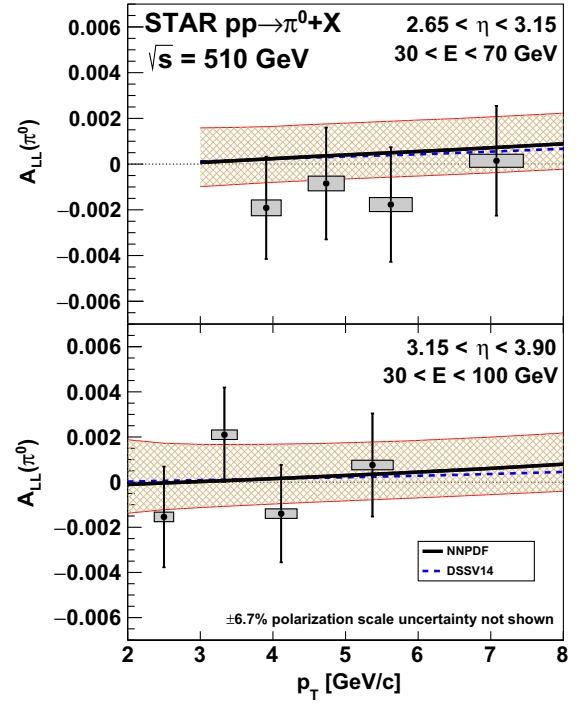 STAR pp→π⁰+X
√s = 510 GeV
2.65 < η < 3.15
30 < E < 70 GeV
A_LL(π⁰)
0.006
0.004
0.002
0
−0.002
−0.004
−0.006
3.15 < η < 3.90
30 < E < 100 GeV
A_LL(π⁰)
0.006
0.004
0.002
0
−0.002
−0.004
−0.006
NNPDF
DSSV14
±6.7% polarization scale uncertainty not shown
2 3 4 5 6 7 8
p_T [GeV/c]